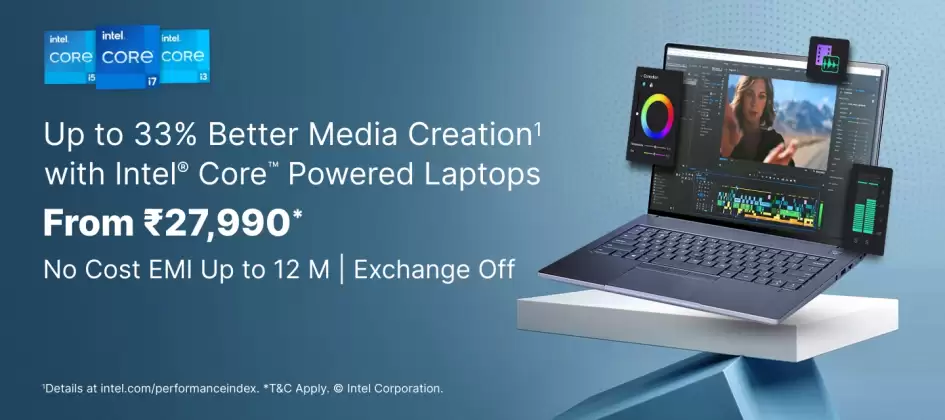 intel.
CORE
i5
intel.
CORE
i7
intel.
CORE
i3
Up to 33% Better Media Creation¹
with Intel® Core™ Powered Laptops
From ₹27,990*
No Cost EMI Up to 12 M | Exchange Off
¹Details at intel.com/performanceindex. *T&C Apply. © Intel Corporation.